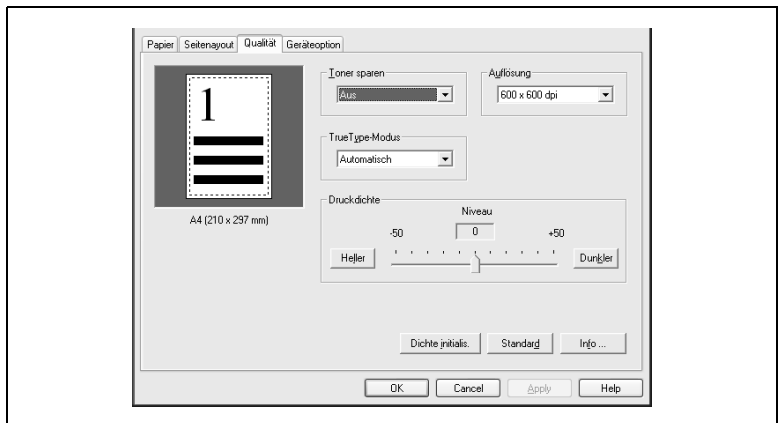 Papier Seitenayout Qualität Geräteoption
Toner sparen
Aus
Auflösung
600 x 600 dpi
1
TrueType-Modus
Automatisch
A4 (210 x 297 mm)
Druckdichte
Niveau
-50 0 +50
Heller Dunkler
Dichte initialis. Standard Info ...
OK Cancel Apply Help